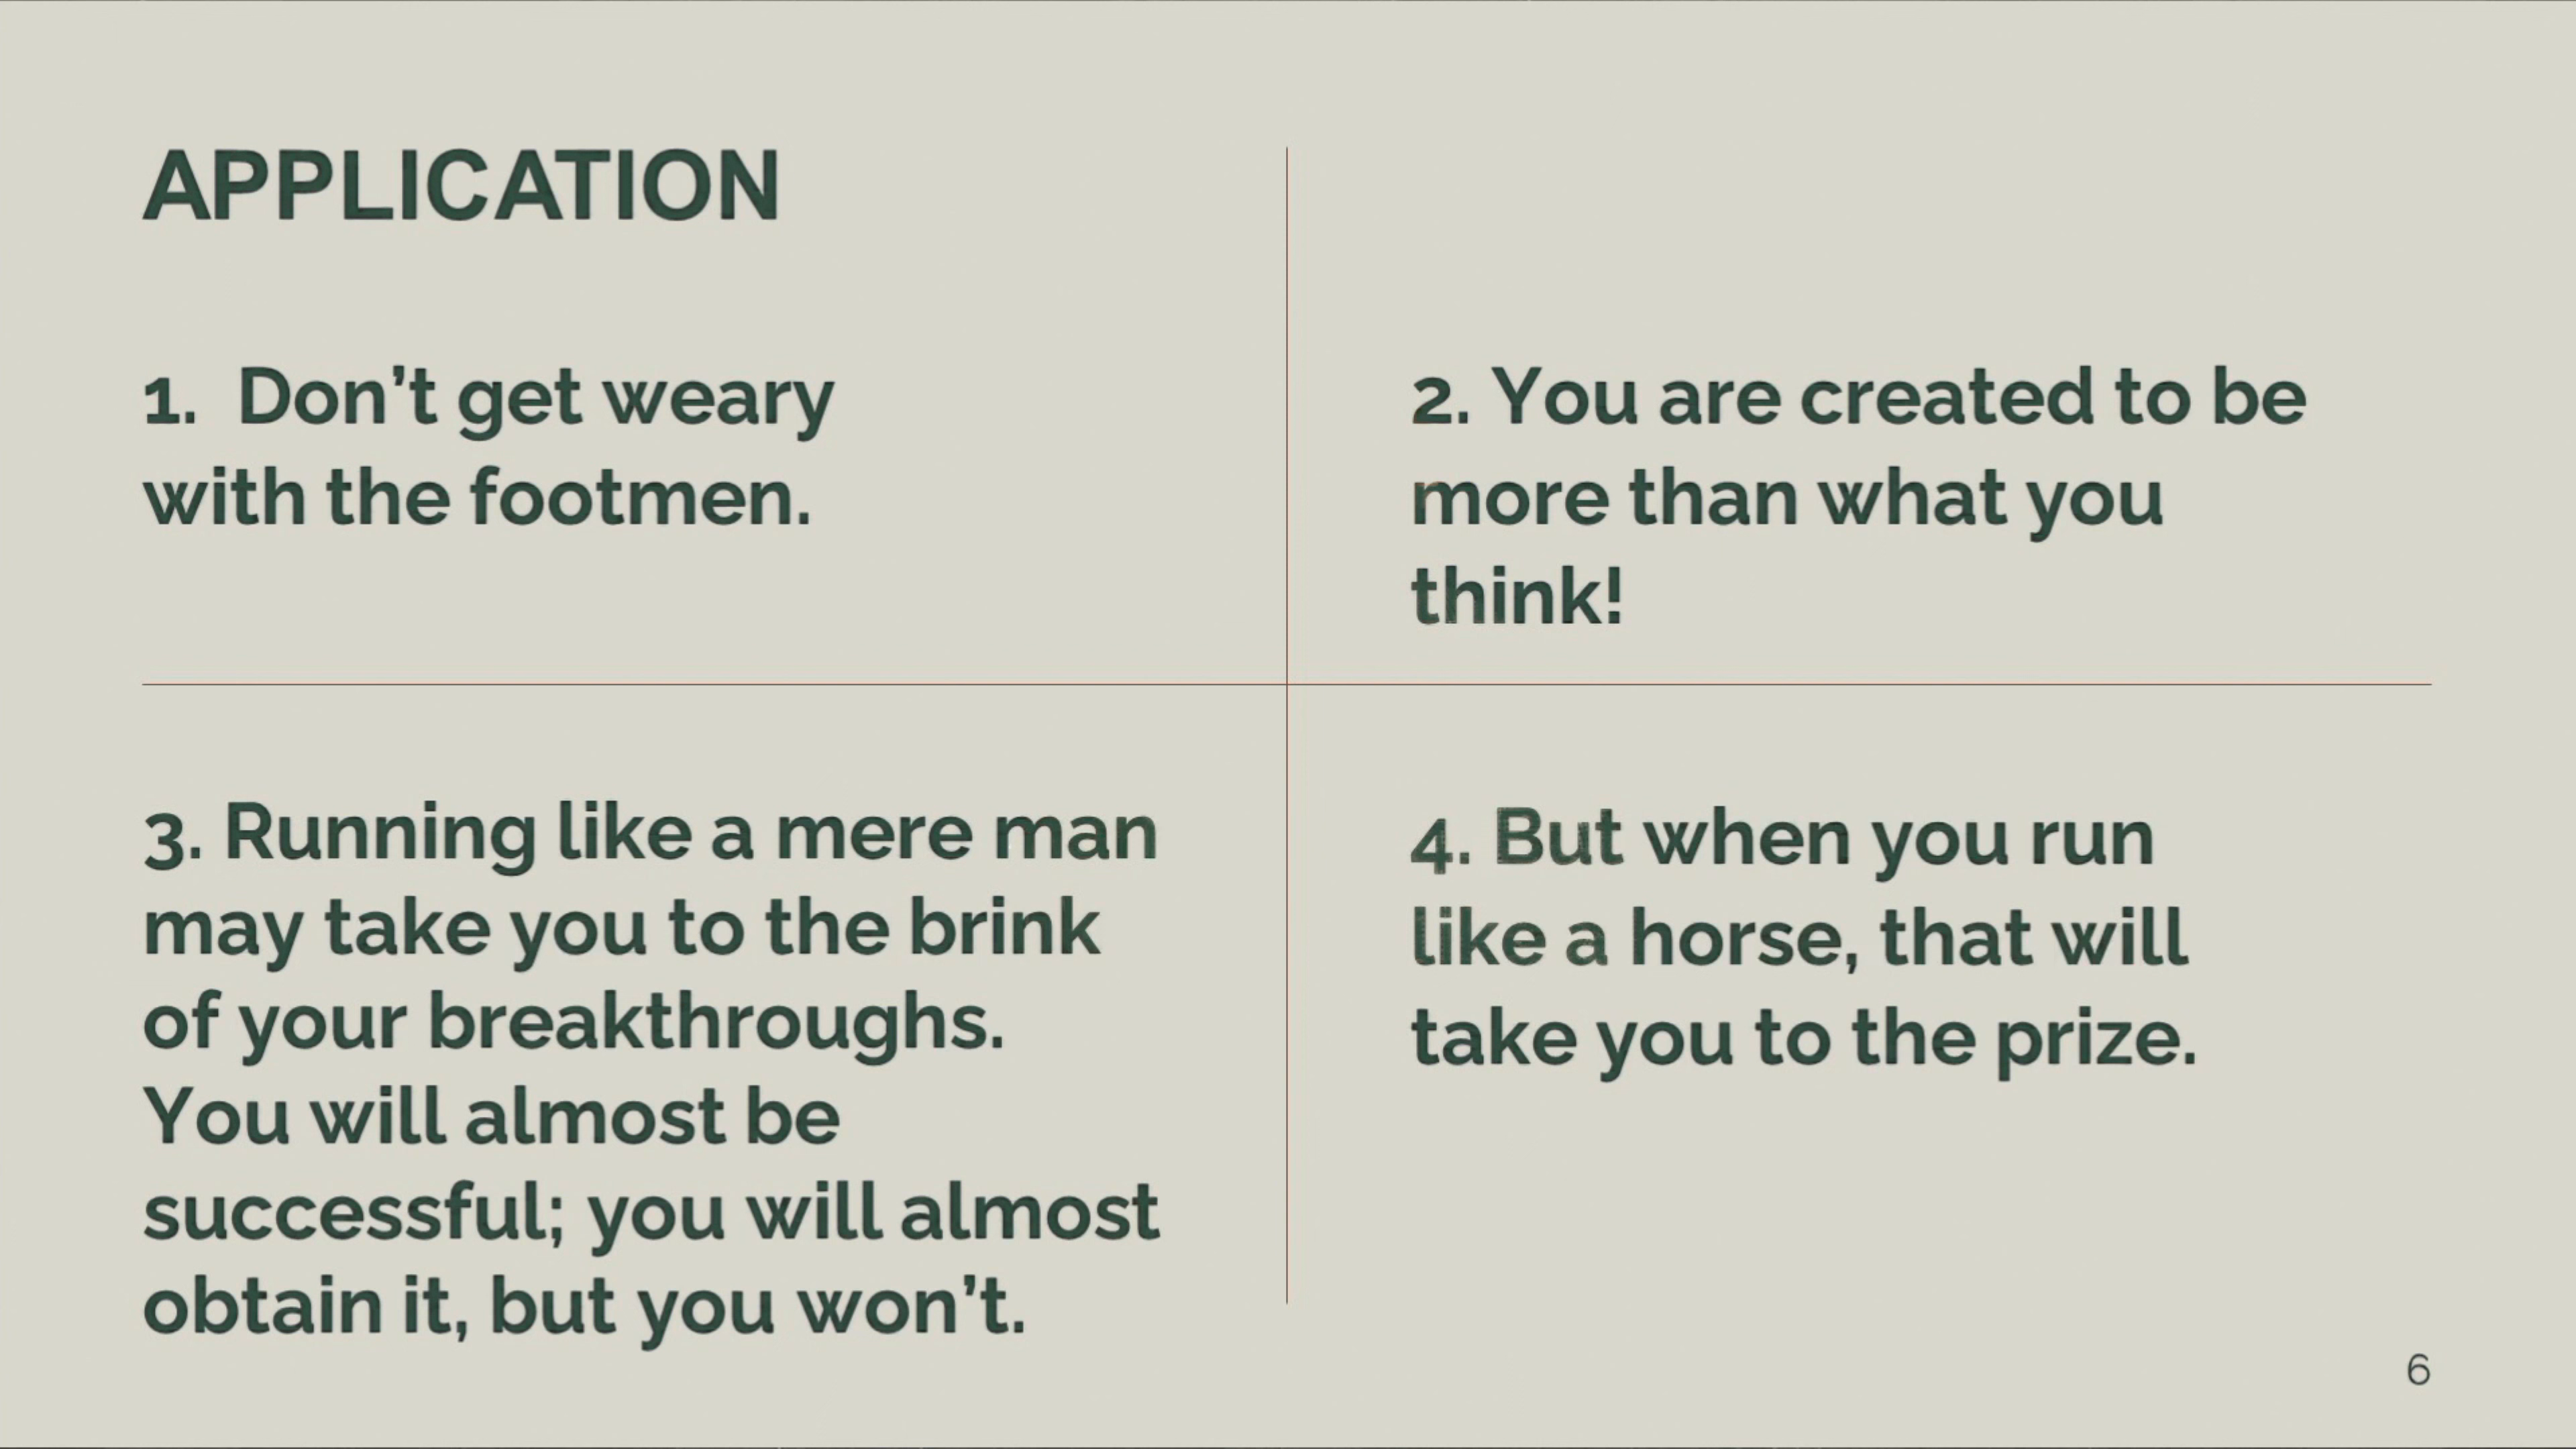 APPLICATION
1. Don’t get weary
with the footmen.
2. You are created to be
more than what you
think!
3. Running like a mere man
may take you to the brink
of your breakthroughs.
You will almost be
successful; you will almost
obtain it, but you won’t.
4. But when you run
like a horse, that will
take you to the prize.
6